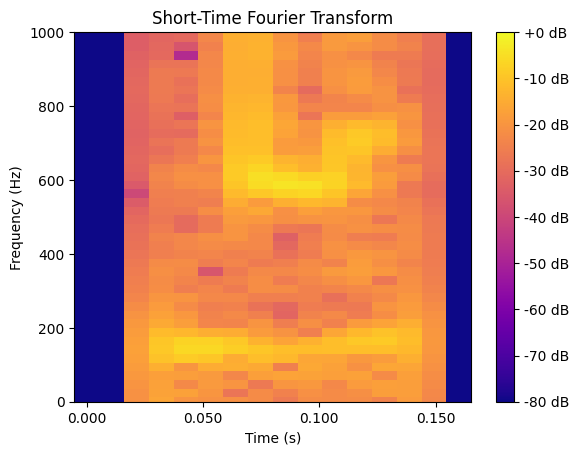 Short-Time Fourier Transform
1000
800
600
400
200
0
Frequency (Hz)
0.000
0.050
0.100
0.150
Time (s)
+0 dB
-10 dB
-20 dB
-30 dB
-40 dB
-50 dB
-60 dB
-70 dB
-80 dB